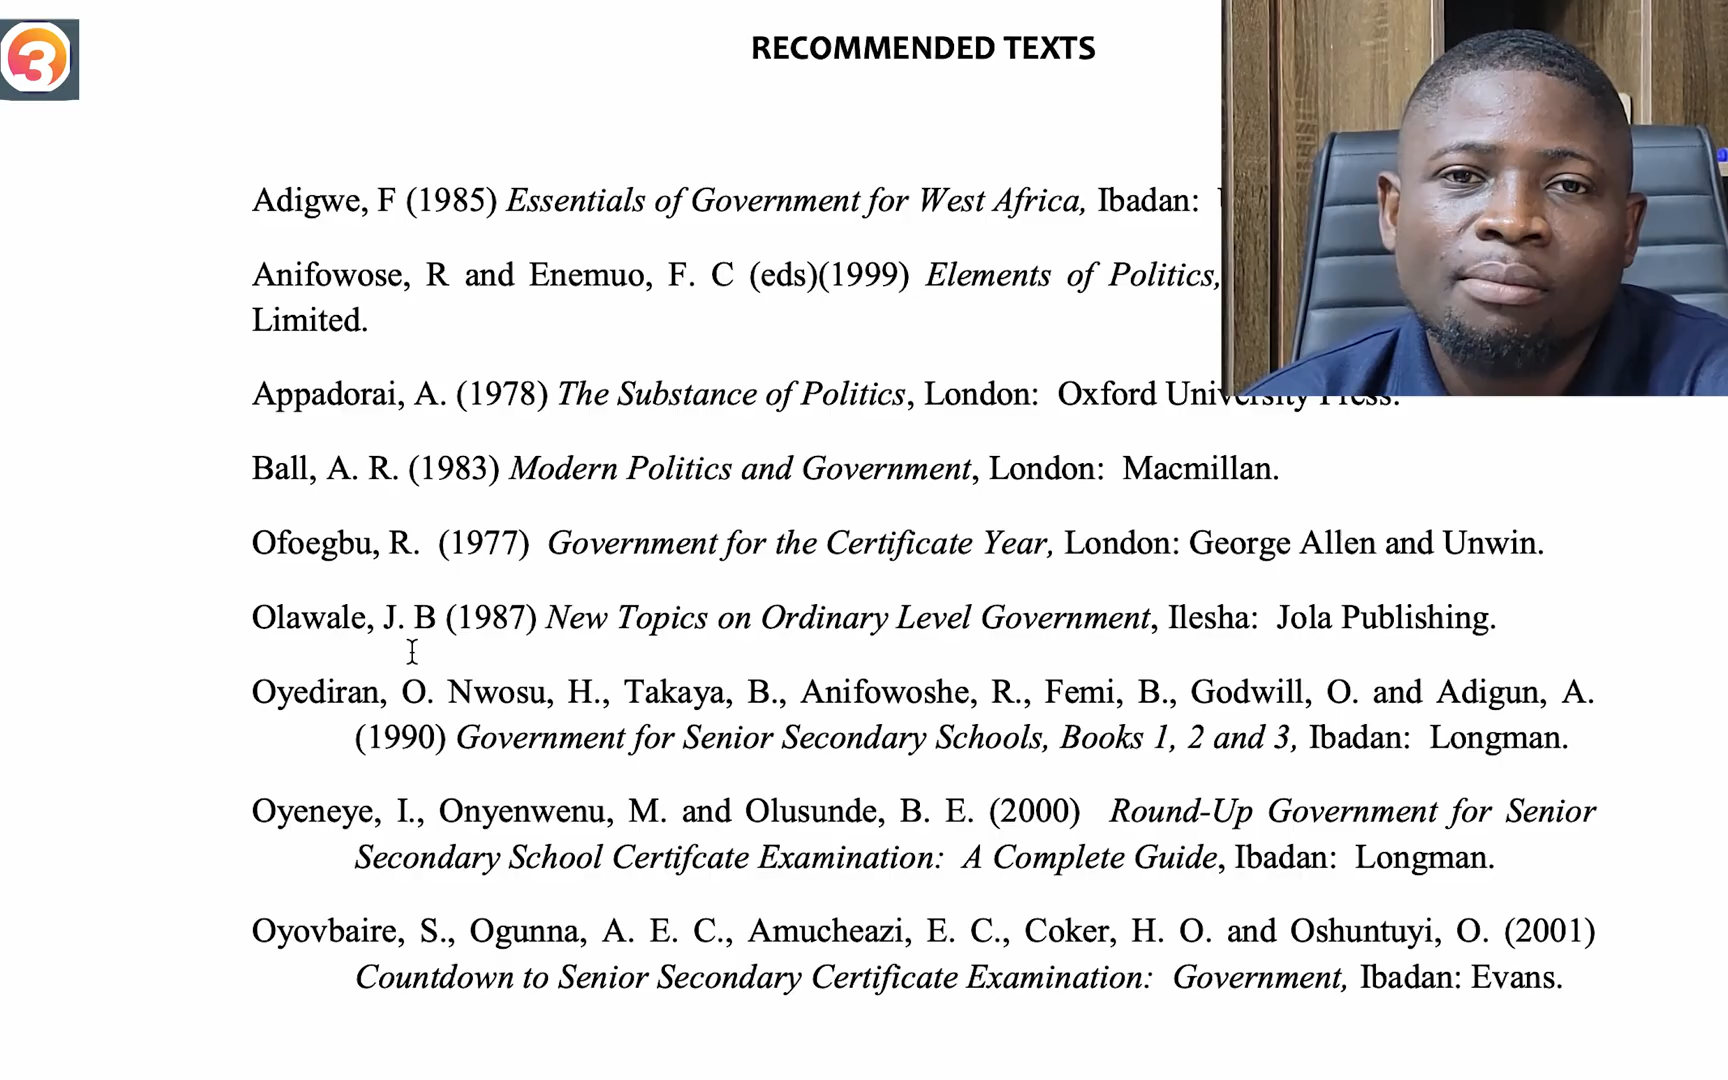 3
RECOMMENDED TEXTS
Adigwe, F (1985) Essentials of Government for West Africa, Ibadan:
Anifowose, R and Enemuo, F. C (eds)(1999) Elements of Politics,
Limited.
Appadorai, A. (1978) The Substance of Politics, London: Oxford University Press.
Ball, A. R. (1983) Modern Politics and Government, London: Macmillan.
Ofoegbu, R. (1977) Government for the Certificate Year, London: George Allen and Unwin.
Olawale, J. B (1987) New Topics on Ordinary Level Government, Ilesha: Jola Publishing.
Oyediran, O. Nwosu, H., Takaya, B., Anifowoshe, R., Femi, B., Godwill, O. and Adigun, A.
(1990) Government for Senior Secondary Schools, Books 1, 2 and 3, Ibadan: Longman.
Oyeneye, I., Onyenwenu, M. and Olusunde, B. E. (2000) Round-Up Government for Senior
Secondary School Certifcate Examination: A Complete Guide, Ibadan: Longman.
Oyovbaire, S., Ogunna, A. E. C., Amucheazi, E. C., Coker, H. O. and Oshuntuyi, O. (2001)
Countdown to Senior Secondary Certificate Examination: Government, Ibadan: Evans.